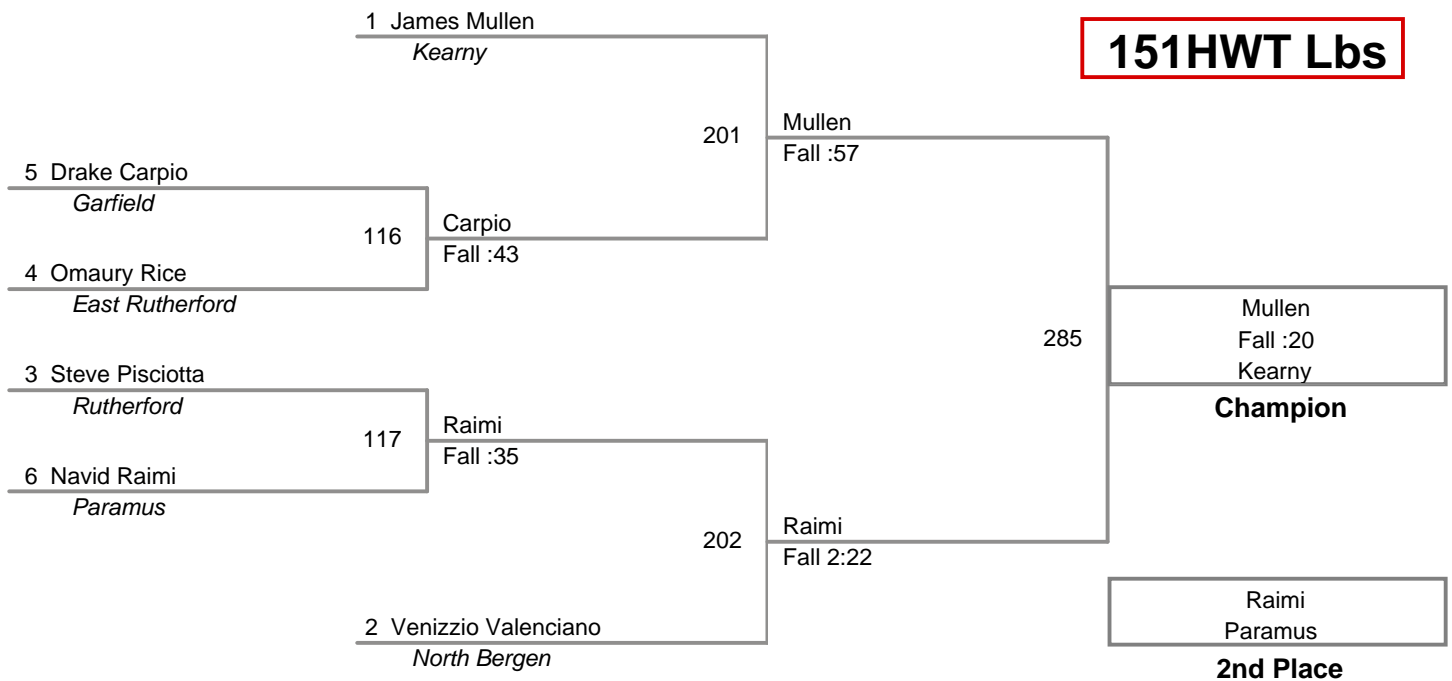 1 James Mullen
Kearny
151HWT Lbs
201
Mullen
Fall :57
5 Drake Carpio
Garfield
116
Carpio
Fall :43
4 Omaury Rice
East Rutherford
285
Mullen
Fall :20
Kearny
Champion
3 Steve Pisciotta
Rutherford
117
Raimi
Fall :35
6 Navid Raimi
Paramus
202
Raimi
Fall 2:22
2 Venizzio Valenciano
North Bergen
Raimi
Paramus
2nd Place